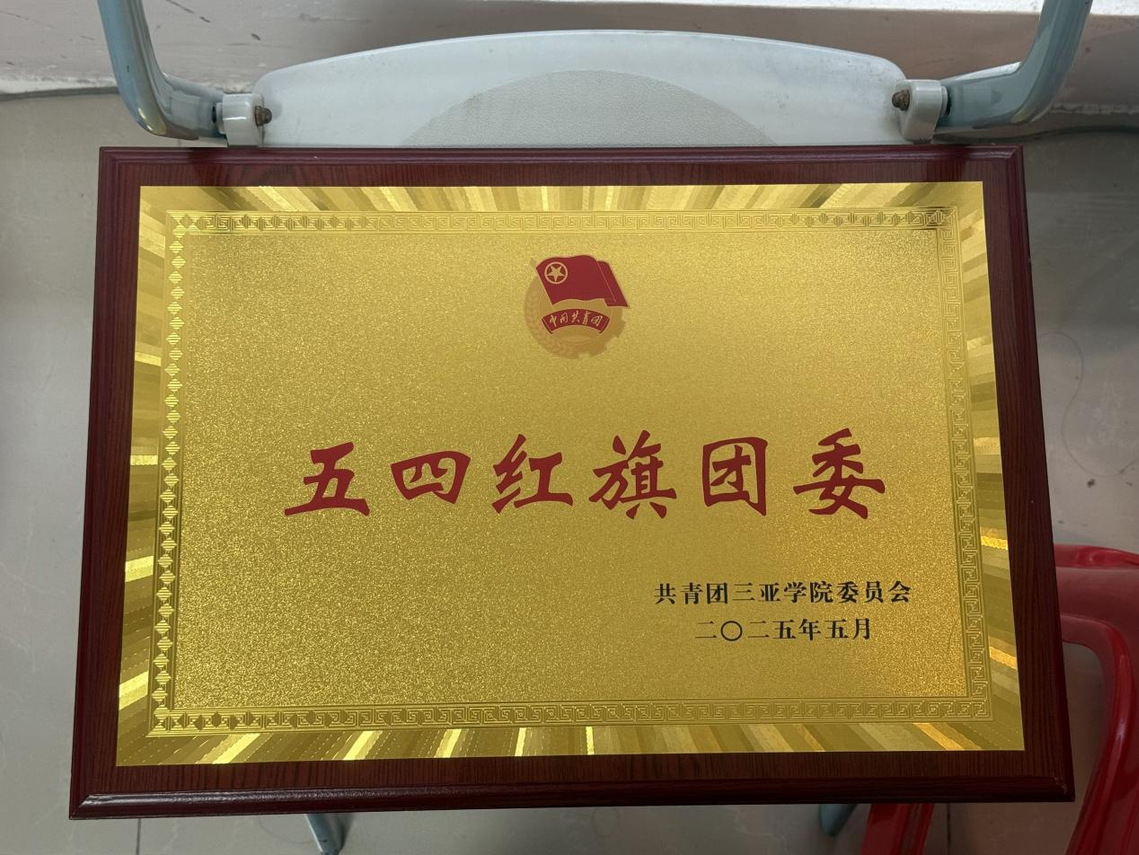 中国共青团
五四红旗团委
共青团三亚学院委员会
二〇二五年五月